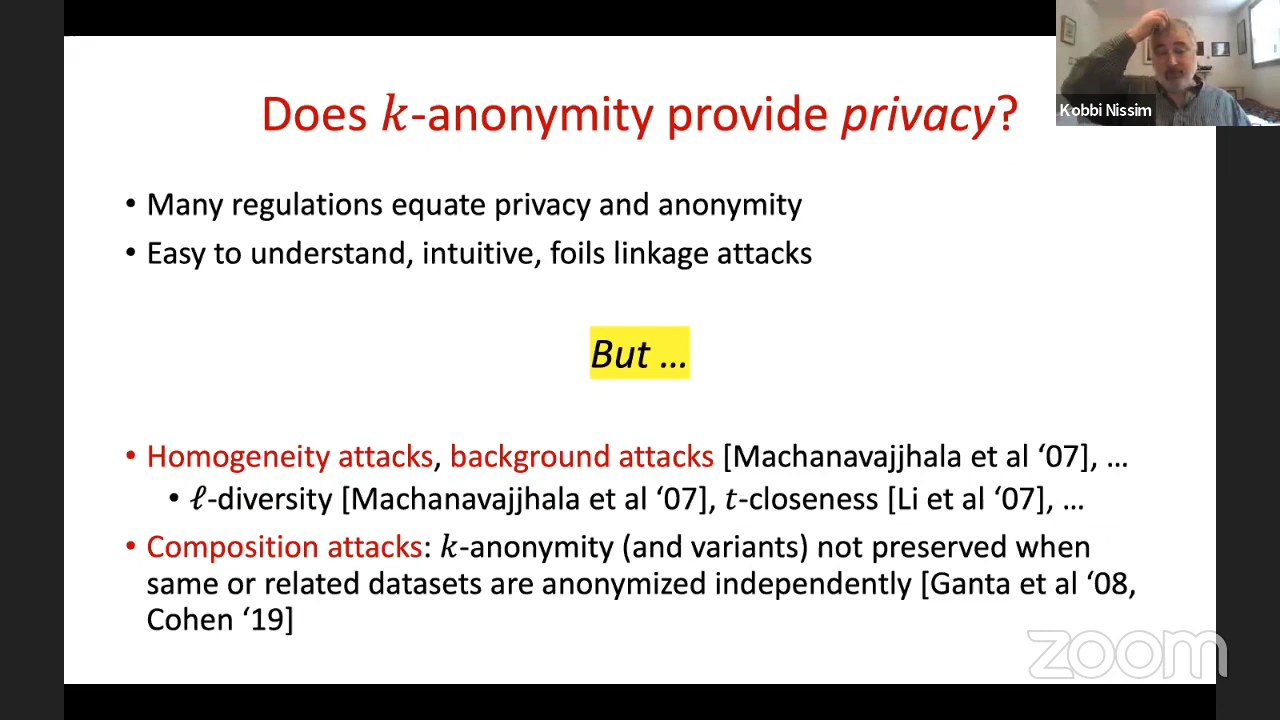 Does k-anonymity provide privacy?
Kobbi Nissim
• Many regulations equate privacy and anonymity
• Easy to understand, intuitive, foils linkage attacks
But …
• Homogeneity attacks, background attacks [Machanavajjhala et al ‘07], …
• ℓ-diversity [Machanavajjhala et al ‘07], t-closeness [Li et al ‘07], …
• Composition attacks: k-anonymity (and variants) not preserved when
same or related datasets are anonymized independently [Ganta et al ‘08,
Cohen ‘19]
zoom